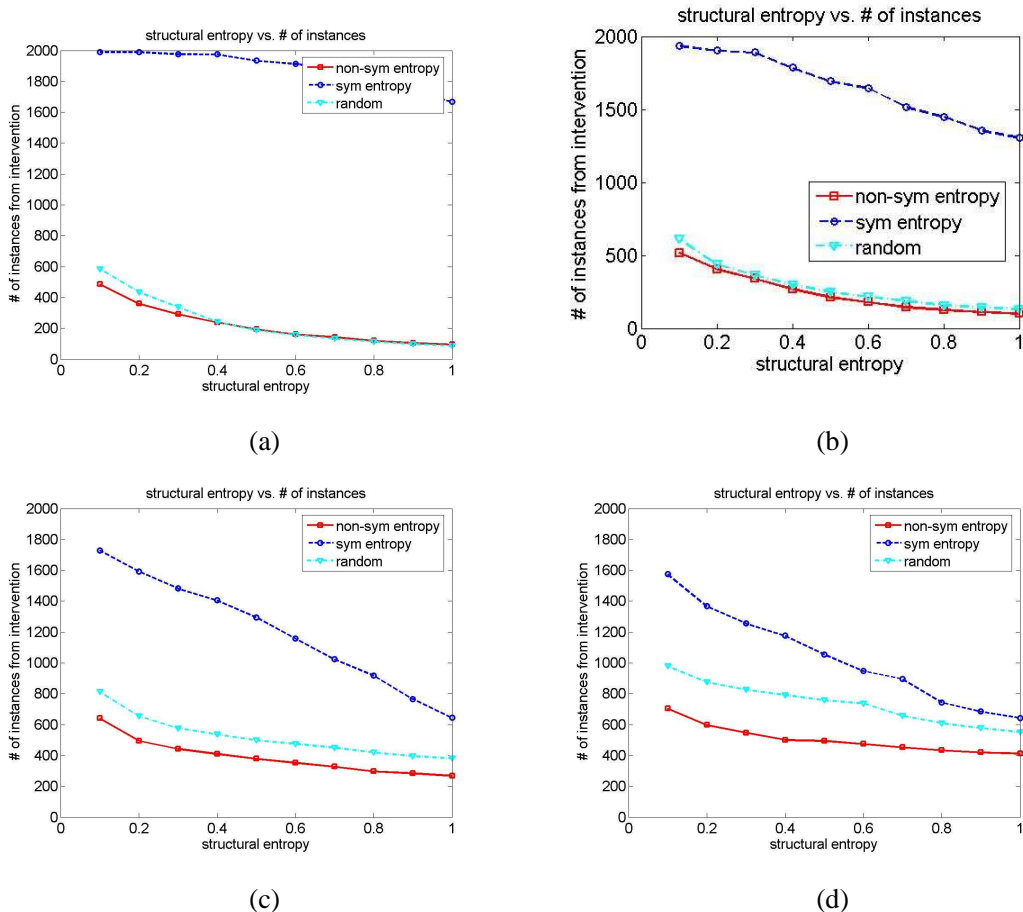 structural entropy vs. # of instances
# of instances from intervention
2000
1800
1600
1400
1200
1000
800
600
400
200
0
non-sym entropy
sym entropy
random
0 0.2 0.4 0.6 0.8 1
structural entropy
(a)
structural entropy vs. # of instances
# of instances from intervention
2000
1500
1000
500
0
non-sym entropy
sym entropy
random
0 0.2 0.4 0.6 0.8 1
structural entropy
(b)
structural entropy vs. # of instances
# of instances from intervention
2000
1800
1600
1400
1200
1000
800
600
400
200
0
non-sym entropy
sym entropy
random
0 0.2 0.4 0.6 0.8 1
structural entropy
(c)
structural entropy vs. # of instances
# of instances from intervention
2000
1800
1600
1400
1200
1000
800
600
400
200
0
non-sym entropy
sym entropy
random
0 0.2 0.4 0.6 0.8 1
structural entropy
(d)